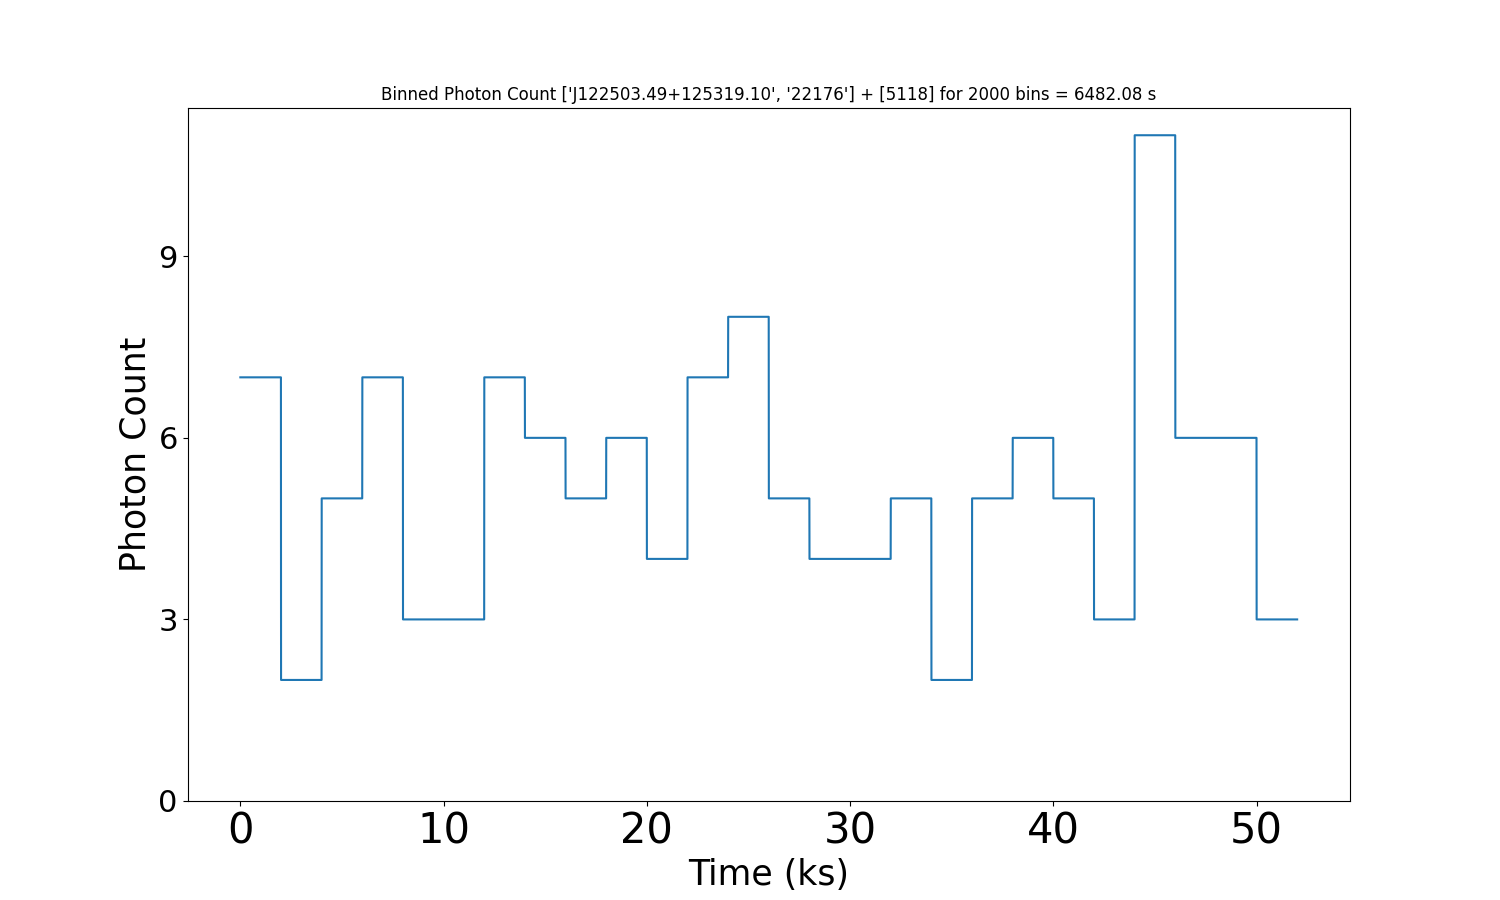 Binned Photon Count ['J122503.49+125319.10', '22176'] + [5118] for 2000 bins = 6482.08 s
9
6
3
0
Photon Count
0 10 20 30 40 50
Time (ks)